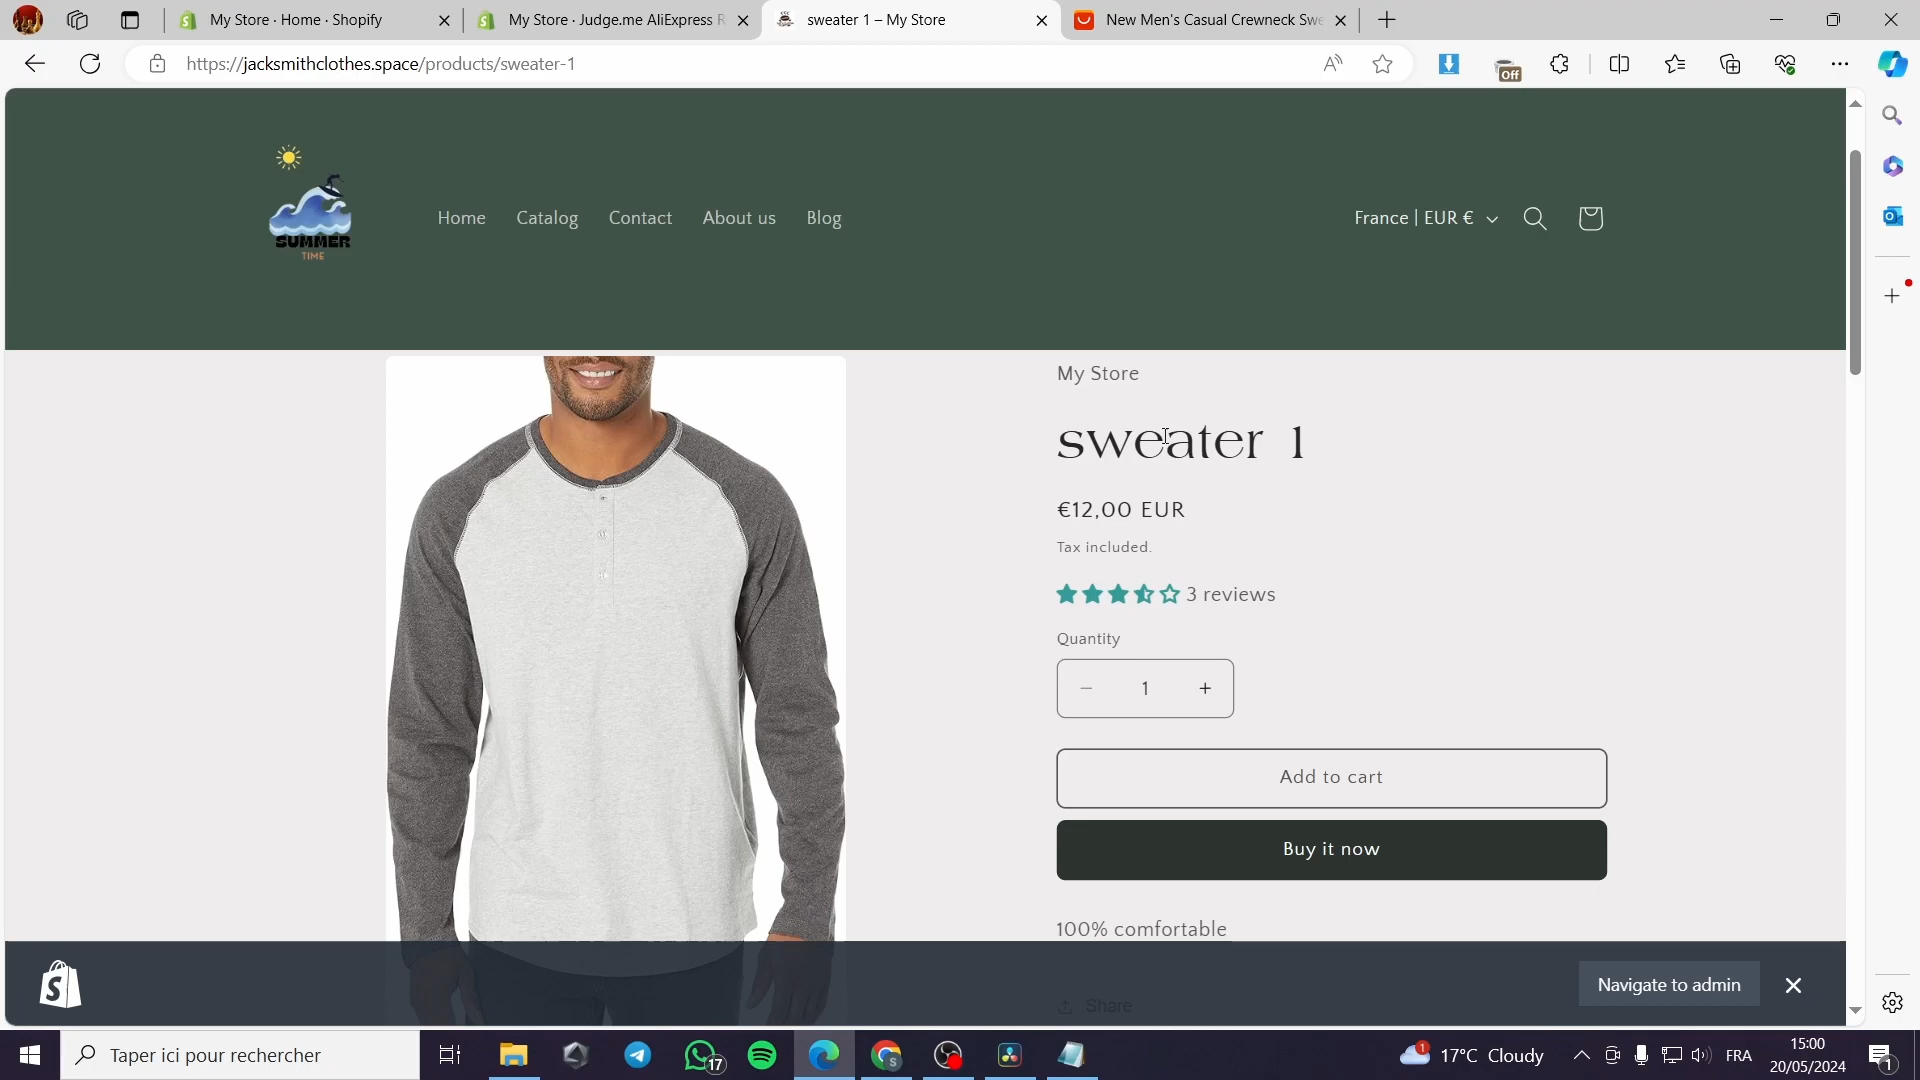 My Store · Home · Shopify
My Store · Judge.me AliExpress R
sweater 1 – My Store
New Men's Casual Crewneck Swe
https://jacksmithclothes.space/products/sweater-1
Off
SUMMER
TIME
Home
Catalog
Contact
About us
Blog
France | EUR €
My Store
sweater 1
€12,00 EUR
Tax included.
3 reviews
Quantity
1
Add to cart
Buy it now
100% comfortable
Share
Navigate to admin
Taper ici pour rechercher
17
1
17°C Cloudy
FRA
15:00
20/05/2024
1